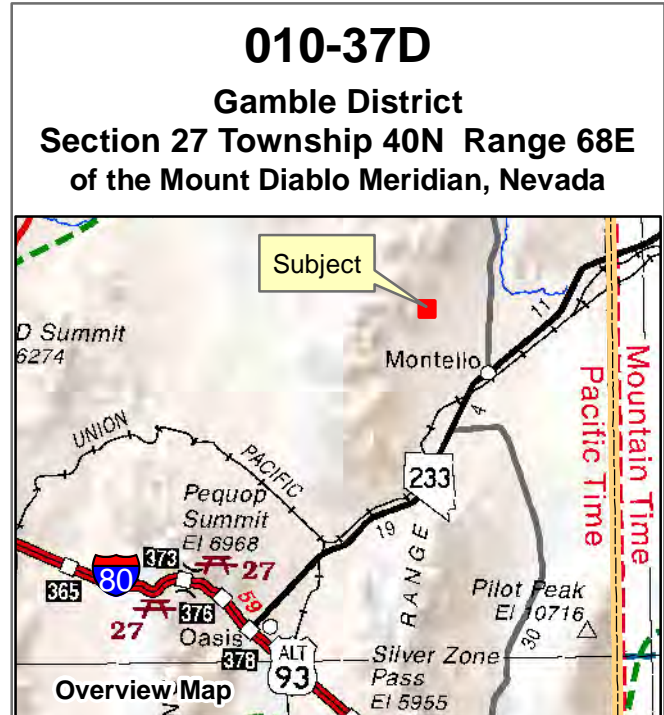 010-37D
Gamble District
Section 27 Township 40N Range 68E
of the Mount Diablo Meridian, Nevada
Subject
D Summit
6274
11
Montello
Mountain Time
Pacific Time
4
UNION
PACIFIC
233
19
Pequop
Summit
El 6968
RANGE
373
27
80
365
59
Pilot Peak
El 10716
376
27
30
Oasis
378
ALT
93
Silver Zone
Pass
El 5955
Overview Map